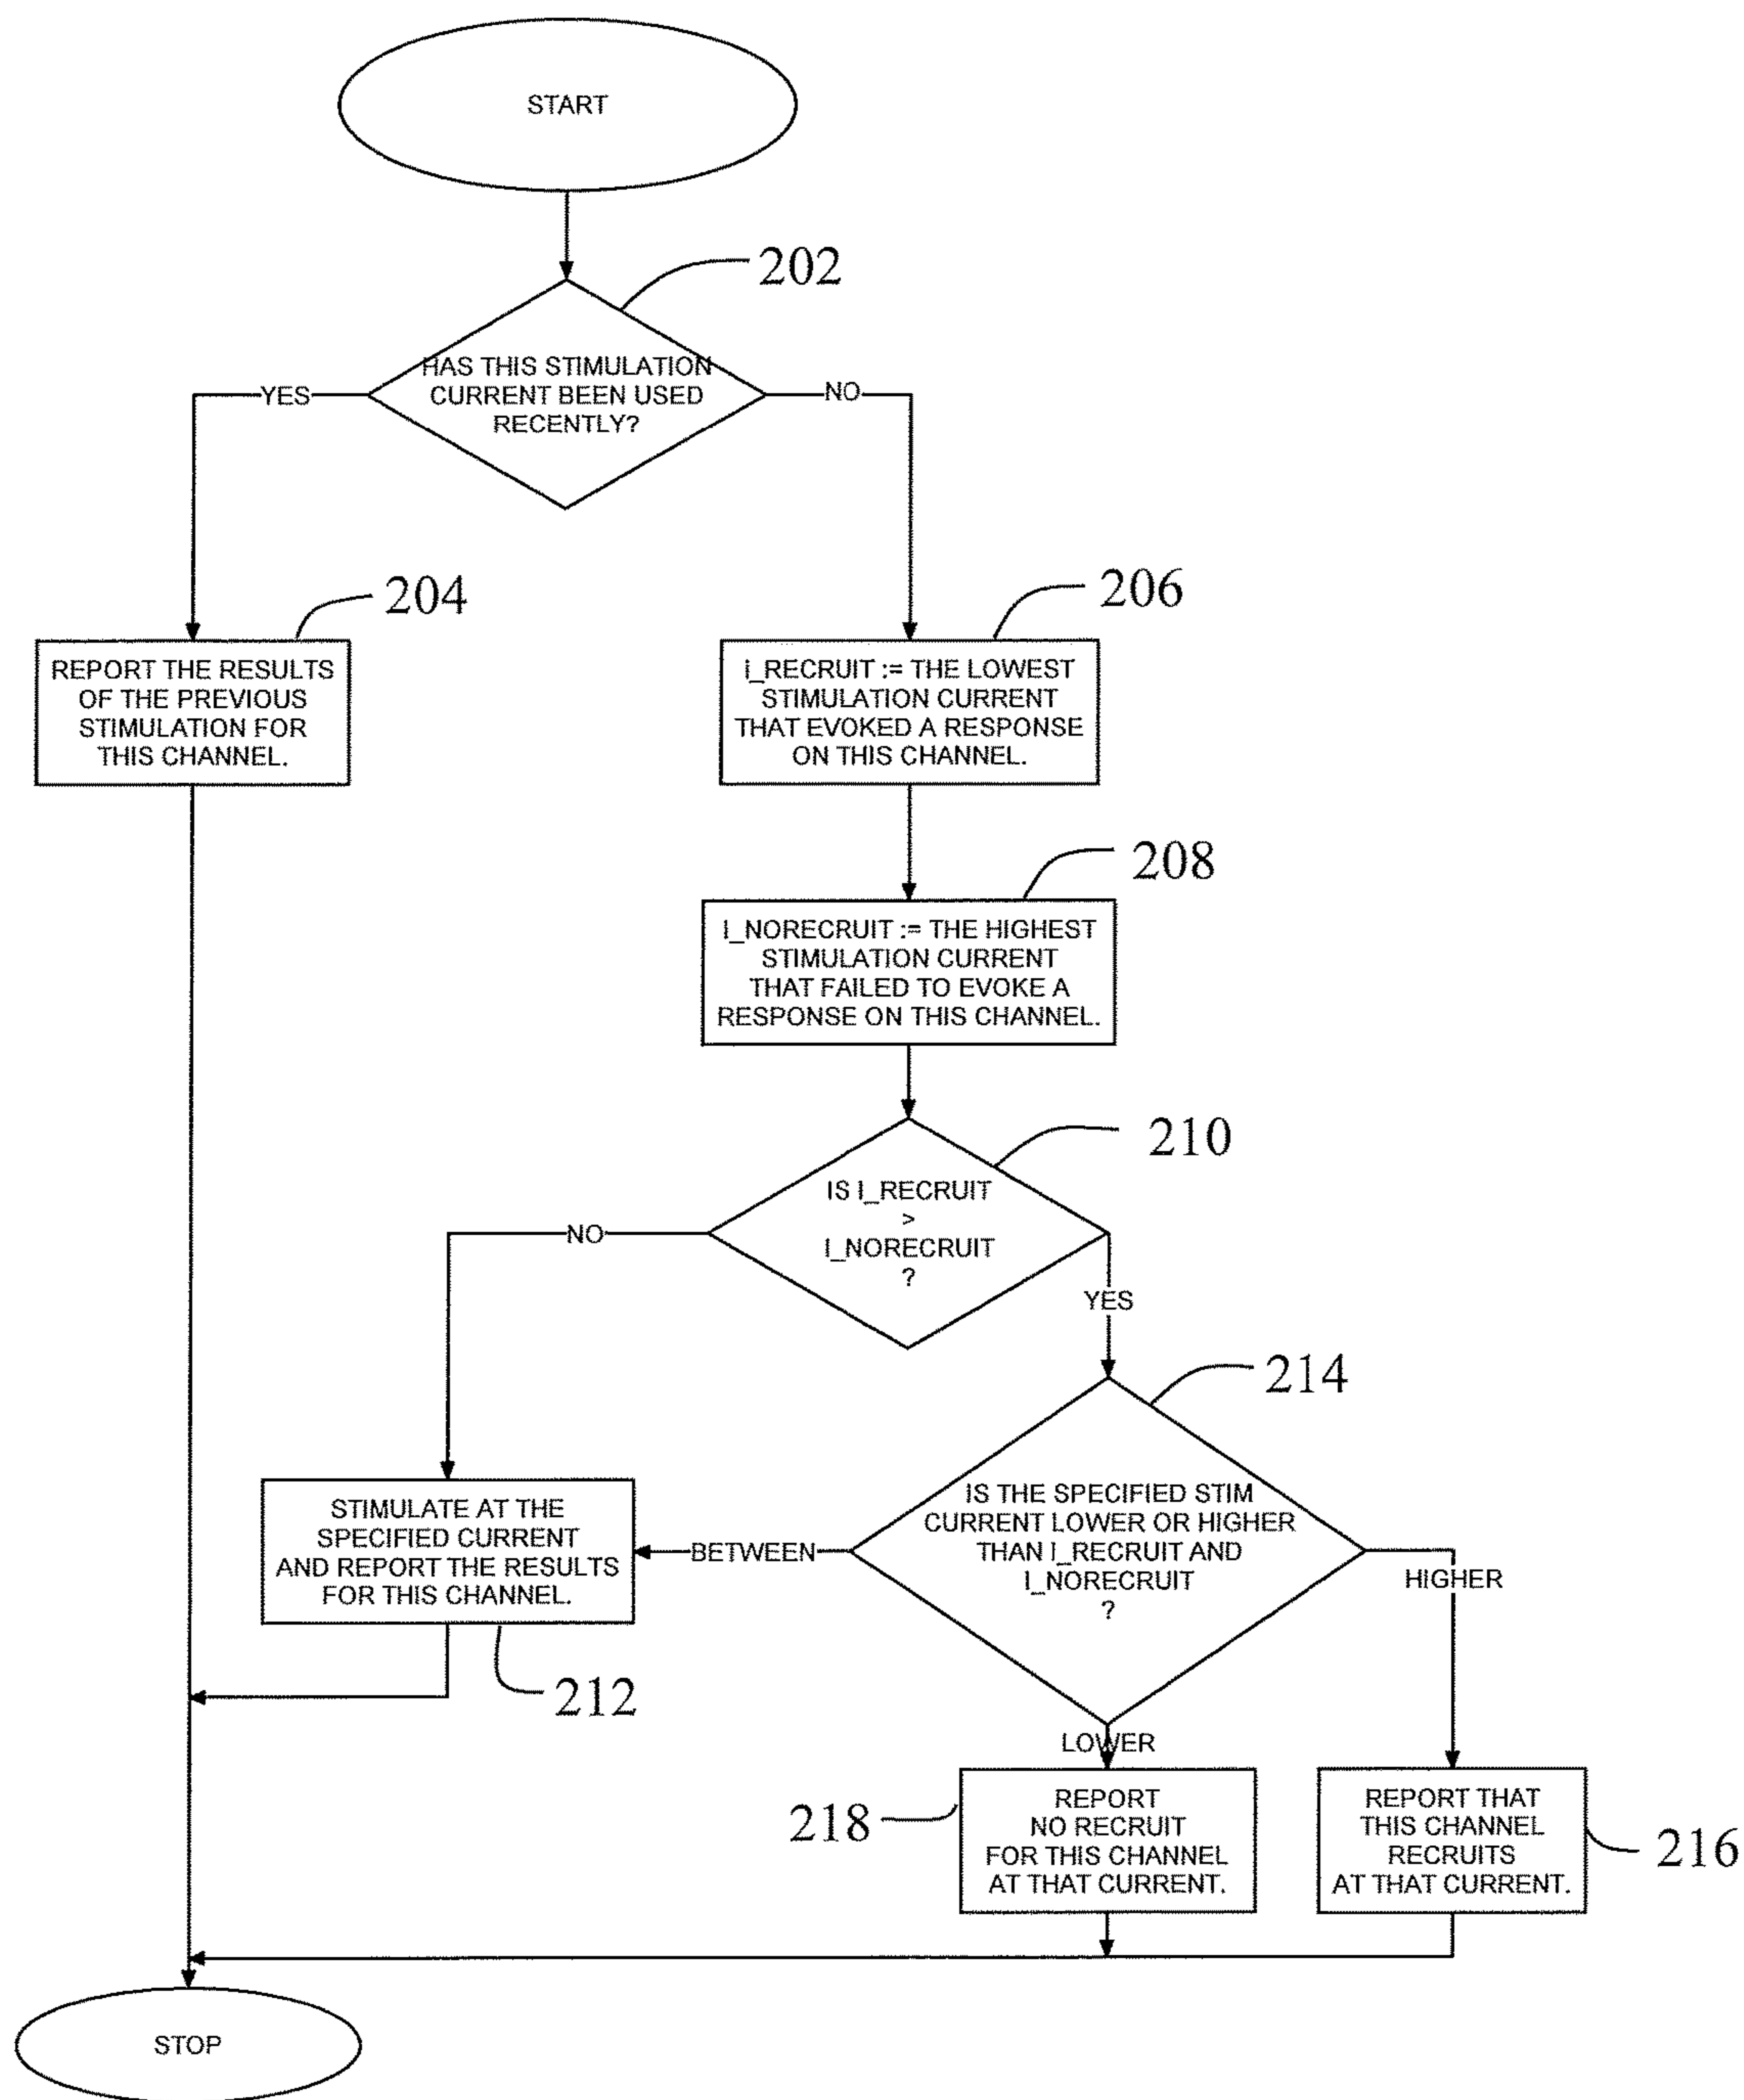 START
202
HAS THIS STIMULATION
CURRENT BEEN USED
RECENTLY?
YES
NO
204
REPORT THE RESULTS
OF THE PREVIOUS
STIMULATION FOR
THIS CHANNEL.
206
I_RECRUIT := THE LOWEST
STIMULATION CURRENT
THAT EVOKED A RESPONSE
ON THIS CHANNEL.
208
I_NORECRUIT := THE HIGHEST
STIMULATION CURRENT
THAT FAILED TO EVOKE A
RESPONSE ON THIS CHANNEL.
210
IS I_RECRUIT
>
I_NORECRUIT
?
NO
YES
214
IS THE SPECIFIED STIM
CURRENT LOWER OR HIGHER
THAN I_RECRUIT AND
I_NORECRUIT
?
BETWEEN
HIGHER
LOWER
STIMULATE AT THE
SPECIFIED CURRENT
AND REPORT THE RESULTS
FOR THIS CHANNEL.
212
218
REPORT
NO RECRUIT
FOR THIS CHANNEL
AT THAT CURRENT.
REPORT THAT
THIS CHANNEL
RECRUITS
AT THAT CURRENT.
216
STOP